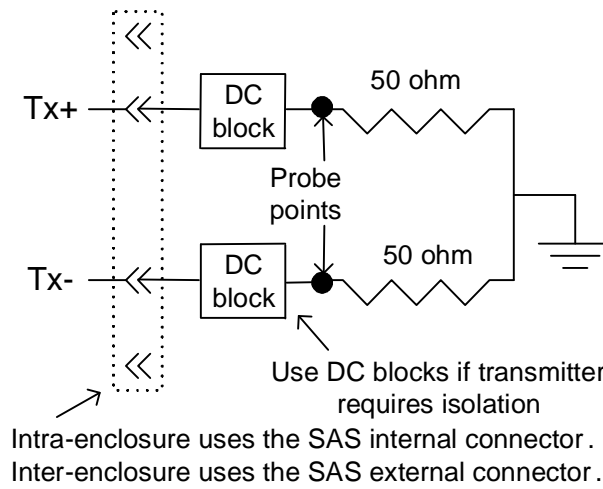 50 ohm
Tx+
DC
block
Probe
points
50 ohm
Tx-
DC
block
Use DC blocks if transmitter
requires isolation
Intra-enclosure uses the SAS internal connector.
Inter-enclosure uses the SAS external connector.